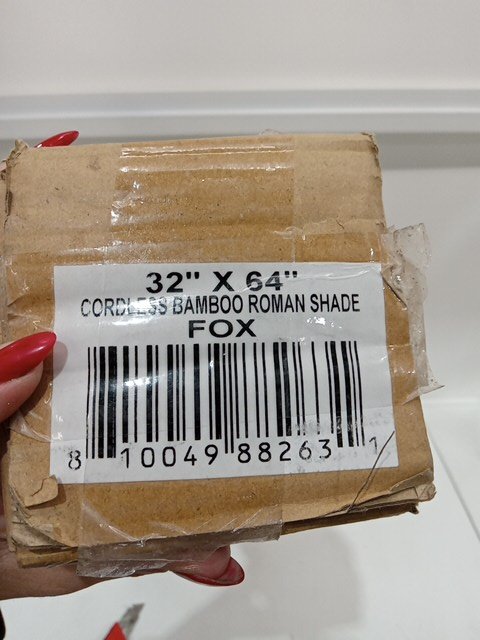 32" X 64"
CORDLESS BAMBOO ROMAN SHADE
FOX
8 10049 88263 1